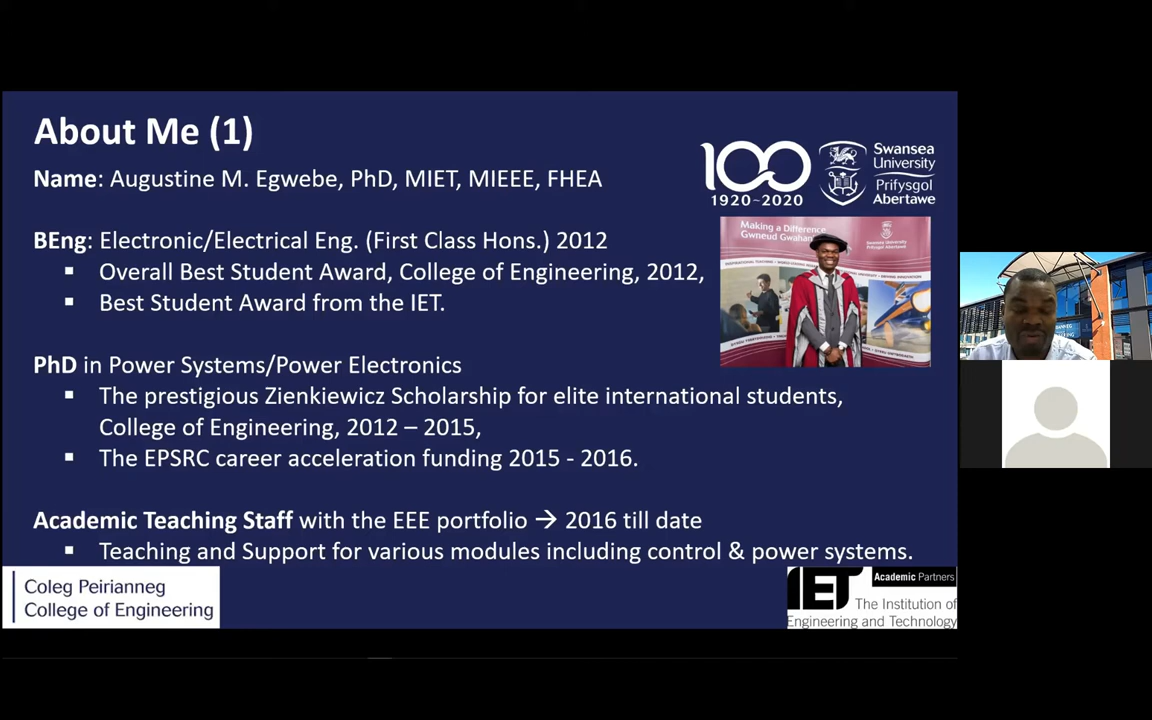 About Me (1)
Name: Augustine M. Egwebe, PhD, MIET, MIEEE, FHEA
100
1920-2020
Swansea
University
Prifysgol
Abertawe
BEng: Electronic/Electrical Eng. (First Class Hons.) 2012
▪ Overall Best Student Award, College of Engineering, 2012,
▪ Best Student Award from the IET.
Making a Difference
Gwneud Gwahan
PhD in Power Systems/Power Electronics
▪ The prestigious Zienkiewicz Scholarship for elite international students,
College of Engineering, 2012 – 2015,
▪ The EPSRC career acceleration funding 2015 - 2016.
Academic Teaching Staff with the EEE portfolio → 2016 till date
▪ Teaching and Support for various modules including control & power systems.
Coleg Peirianneg
College of Engineering
IET
Academic Partners
The Institution of
Engineering and Technology